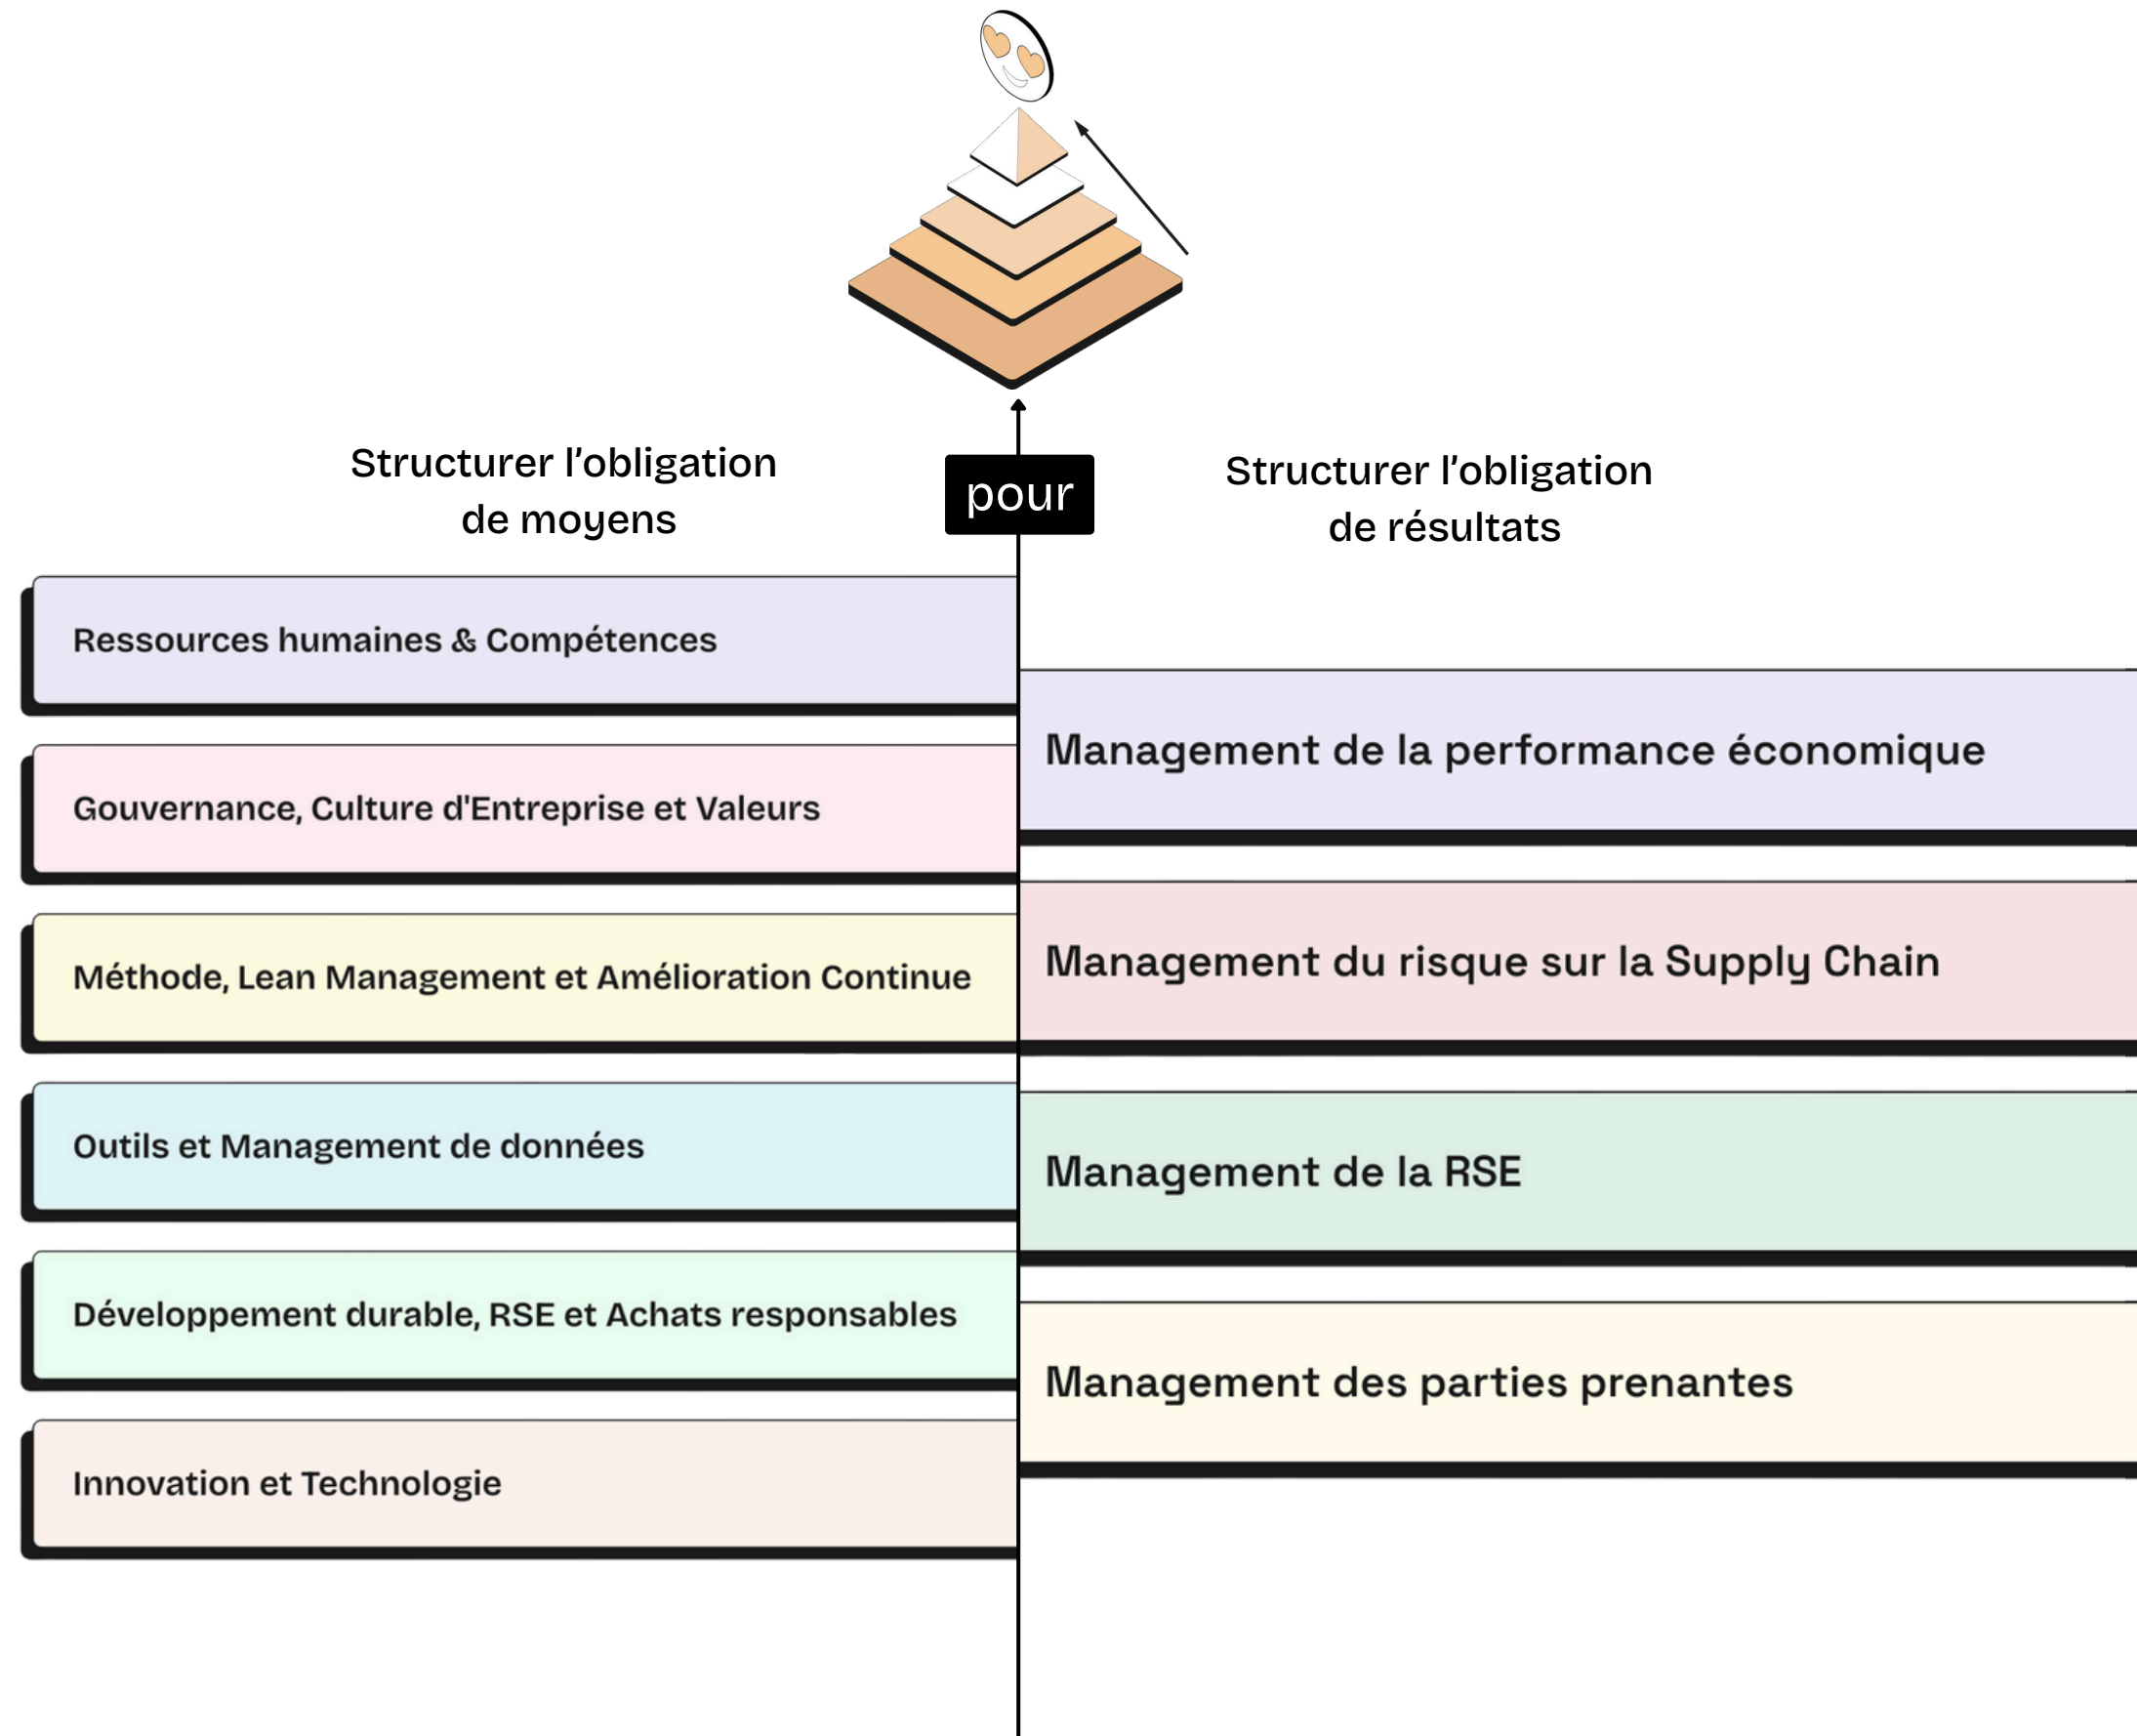 Structurer l’obligation
de moyens
pour
Structurer l’obligation
de résultats
Ressources humaines & Compétences
Gouvernance, Culture d'Entreprise et Valeurs
Méthode, Lean Management et Amélioration Continue
Outils et Management de données
Développement durable, RSE et Achats responsables
Innovation et Technologie
Management de la performance économique
Management du risque sur la Supply Chain
Management de la RSE
Management des parties prenantes